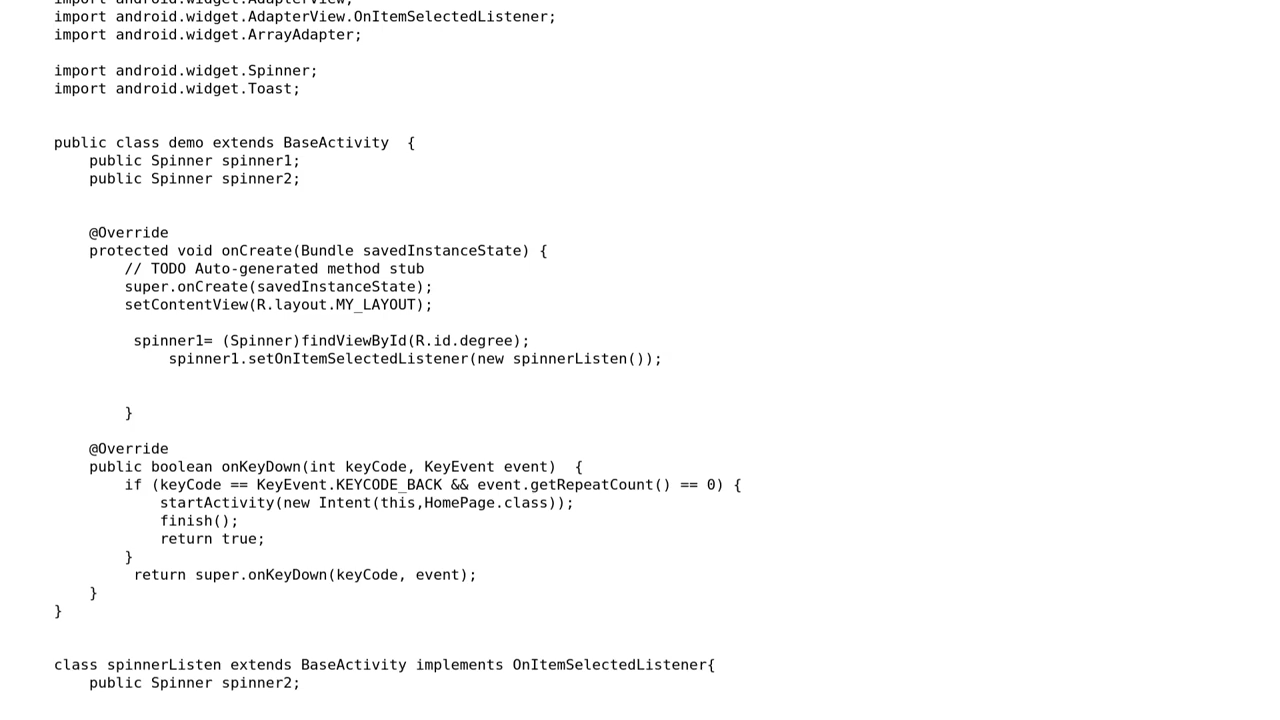 import android.widget.AdapterView;
import android.widget.AdapterView.OnItemSelectedListener;
import android.widget.ArrayAdapter;
import android.widget.Spinner;
import android.widget.Toast;
public class demo extends BaseActivity  {
    public Spinner spinner1;
    public Spinner spinner2;
    @Override
    protected void onCreate(Bundle savedInstanceState) {
        // TODO Auto-generated method stub
        super.onCreate(savedInstanceState);
        setContentView(R.layout.MY_LAYOUT);
         spinner1= (Spinner)findViewById(R.id.degree);
             spinner1.setOnItemSelectedListener(new spinnerListen());
        }
    @Override
    public boolean onKeyDown(int keyCode, KeyEvent event)  {
        if (keyCode == KeyEvent.KEYCODE_BACK && event.getRepeatCount() == 0) {
            startActivity(new Intent(this,HomePage.class));
            finish();
            return true;
        }
         return super.onKeyDown(keyCode, event);
    }
}
class spinnerListen extends BaseActivity implements OnItemSelectedListener{
    public Spinner spinner2;